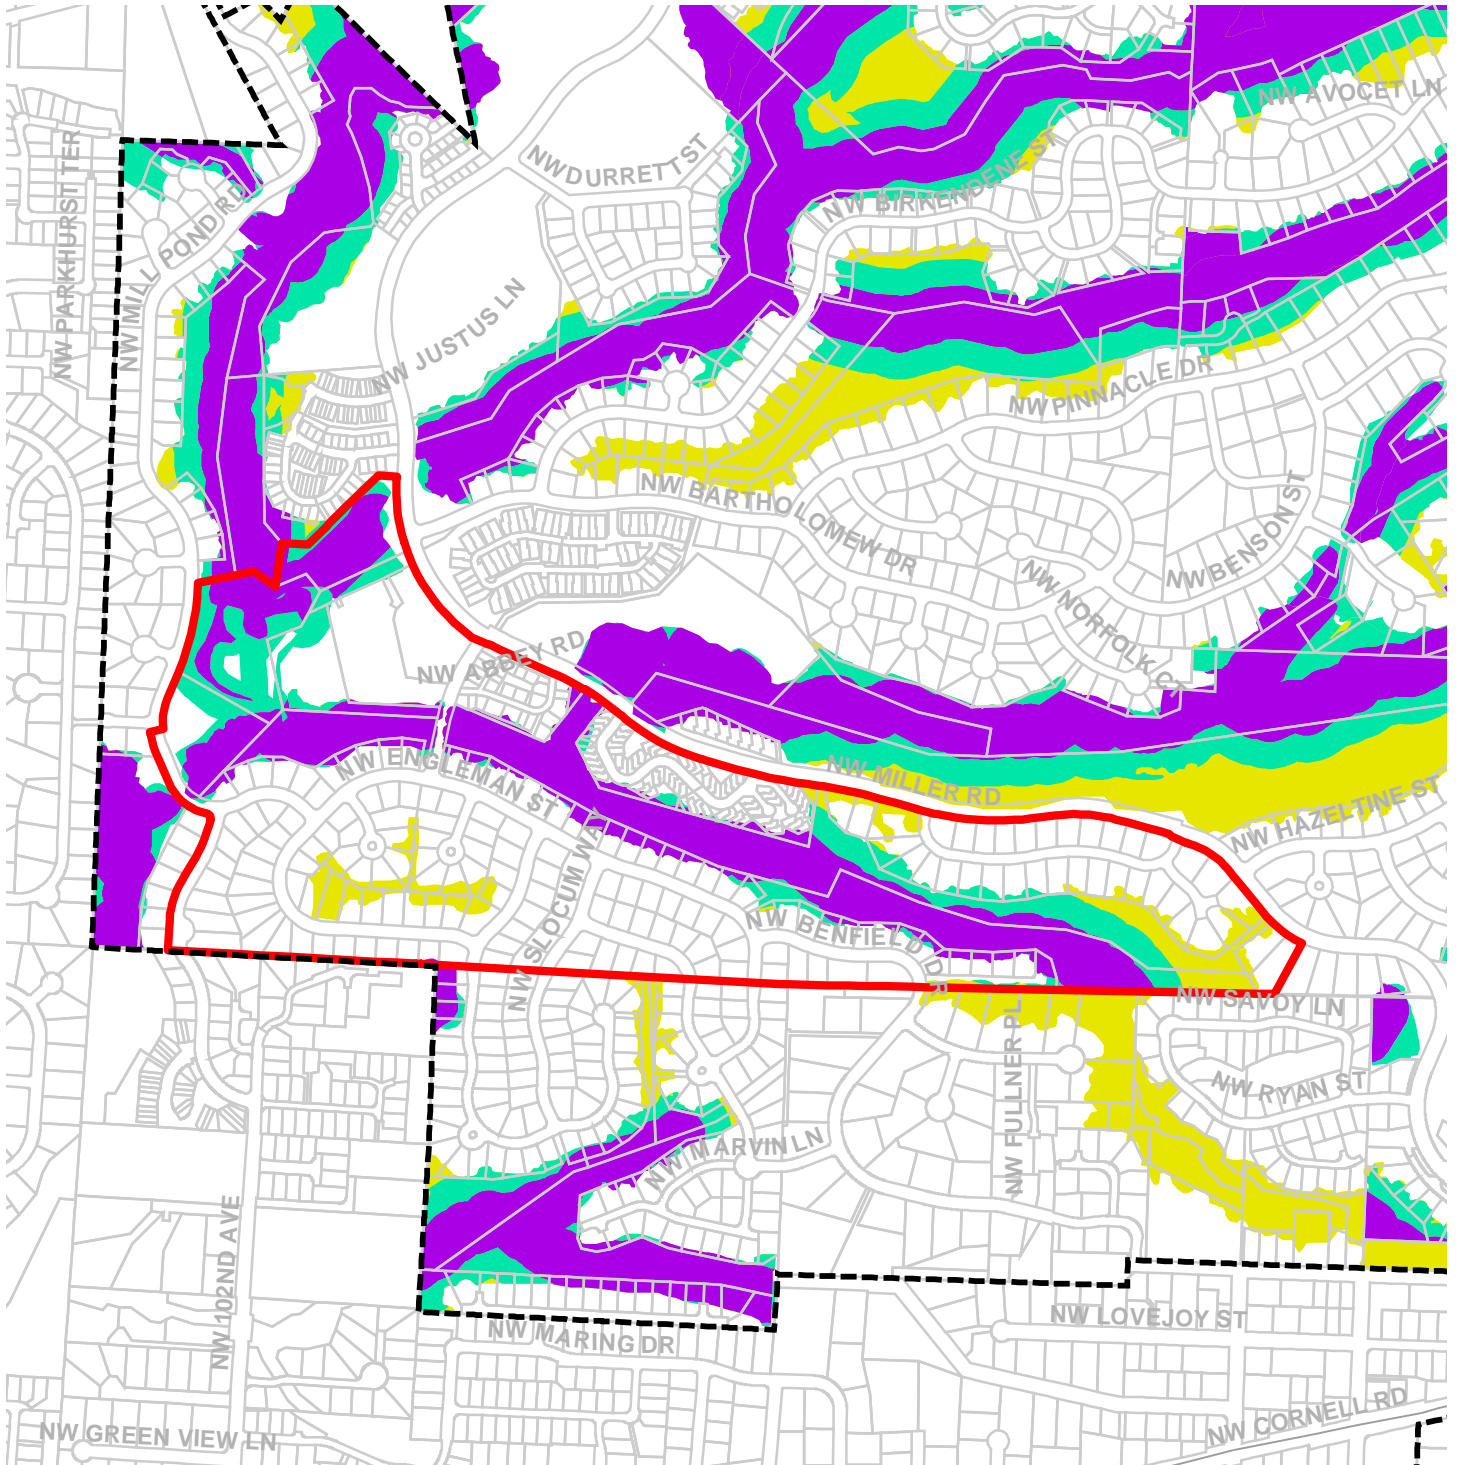 NW AVOCET LN
NW DURRETT ST
NW PARKHURST TER
NW BIRKENDENE ST
NW MILL POND RD
NW JUSTUS LN
NW PINNACLE DR
NW BARTHOLOMEW DR
NW BENSON ST
NW NORFOLK CT
NW ABBEY RD
NW ENGLEMAN ST
NW MILLER RD
NW HAZELTINE ST
NW SLOCUM WAY
NW BENFIELD DR
NW SAVOY LN
NW FULLNER PL
NW RYAN ST
NW MARVIN LN
NW 102ND AVE
NW LOVEJOY ST
NW MARING DR
NW CORNELL RD
NW GREEN VIEW LN